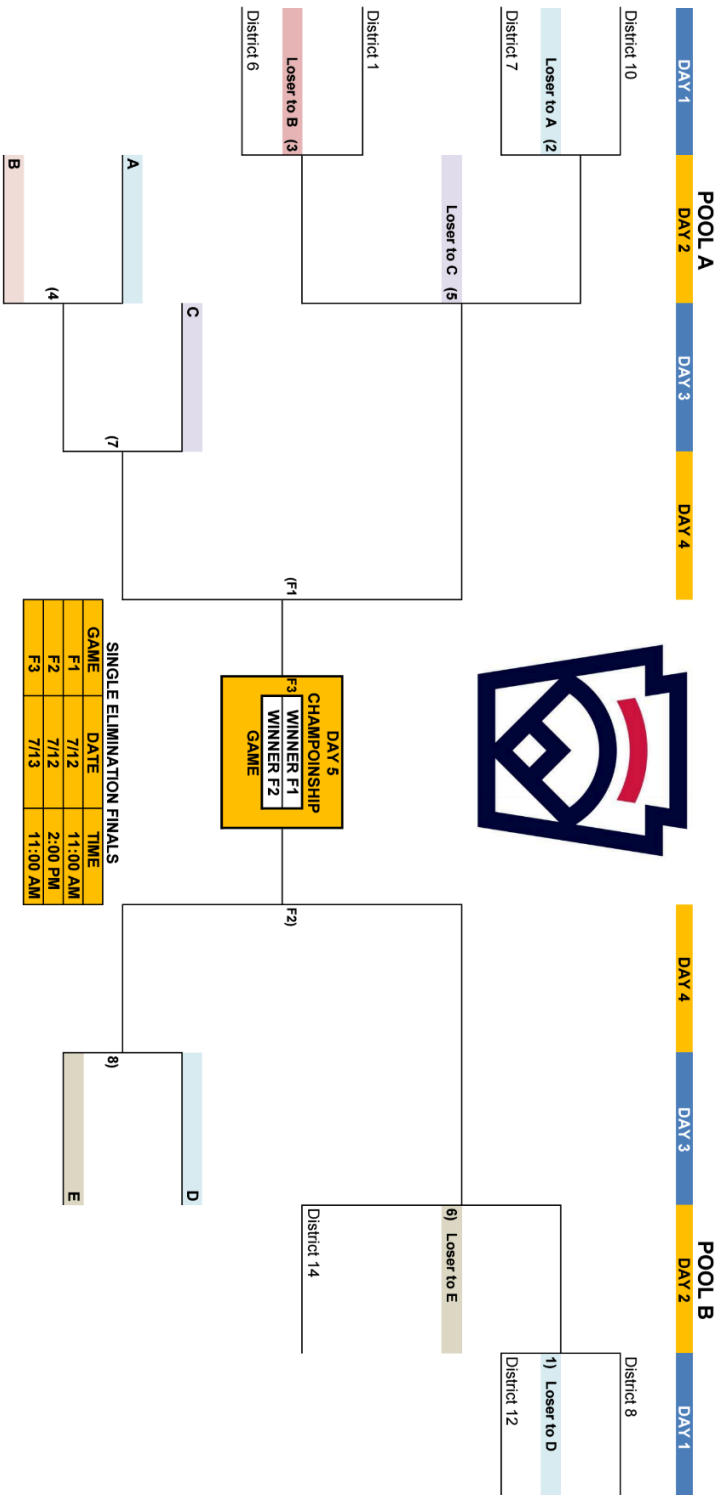 POOL A
POOL B
DAY 1
DAY 2
DAY 3
DAY 4
DAY 4
DAY 3
DAY 2
DAY 1
District 10
Loser to A (2
District 7
District 8
1) Loser to D
District 12
Loser to C (5
6) Loser to E
District 1
Loser to B (3
District 6
District 14
DAY 5
CHAMPOINSHIP
F3 WINNER F1
WINNER F2
GAME
(F1
F2)
C
D
A
(7
8)
(4
E
B
SINGLE ELIMINATION FINALS
GAME DATE TIME
F1 7/12 11:00 AM
F2 7/12 2:00 PM
F3 7/13 11:00 AM